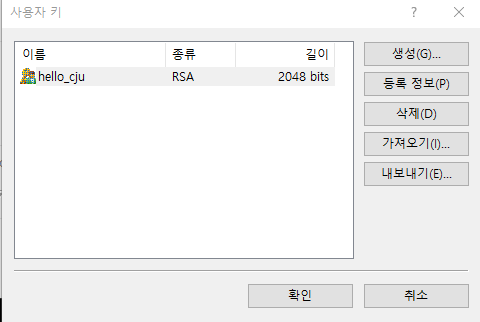 사용자 키
이름 종류 길이
hello_cju RSA 2048 bits
생성(G)...
등록 정보(P)
삭제(D)
가져오기(I)...
내보내기(E)...
확인 취소